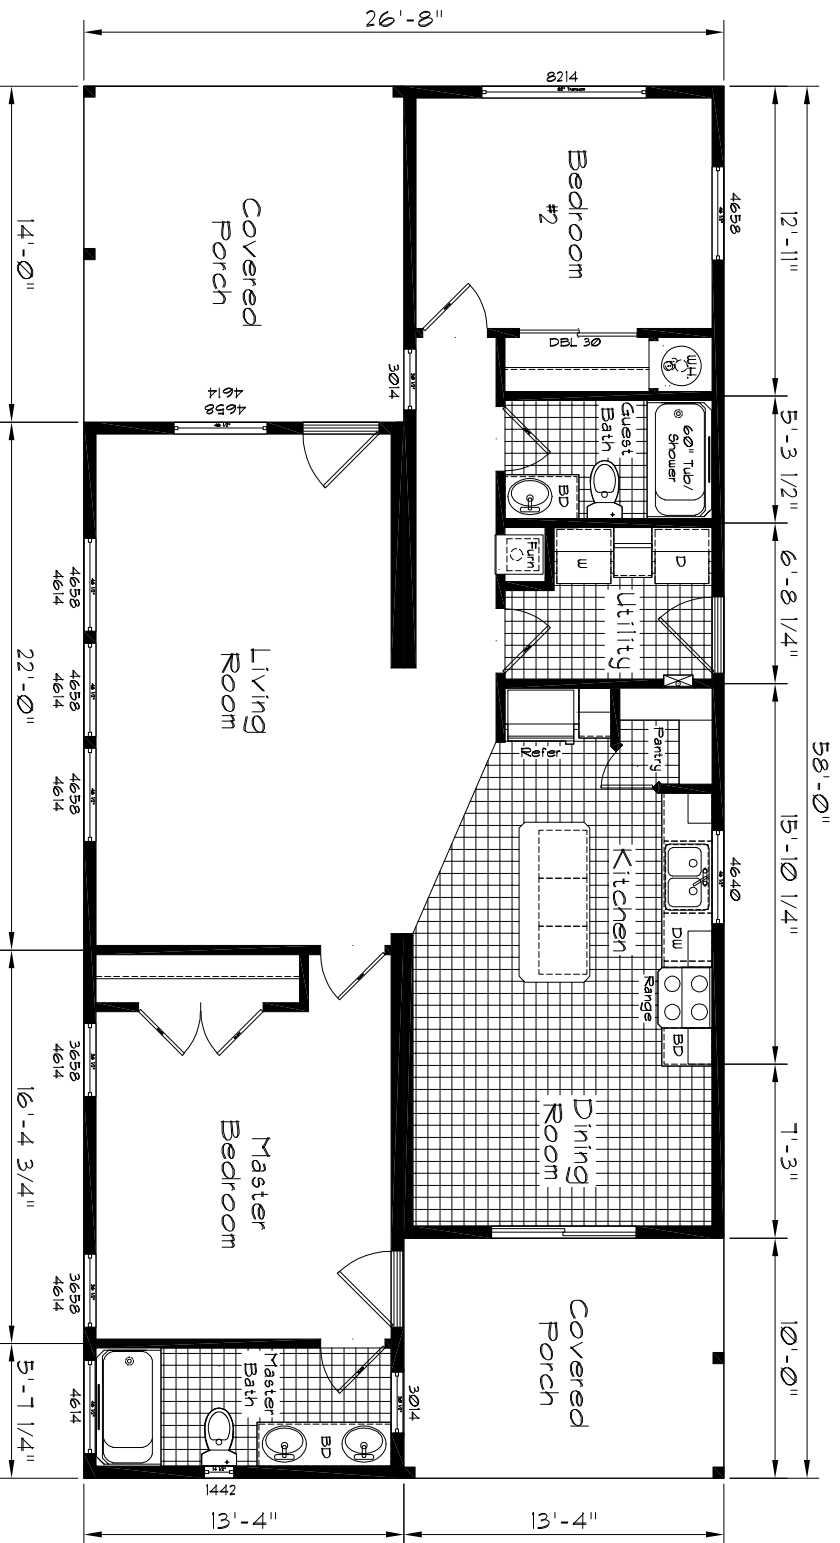 26'-8"
8214
82" Transom
Bedroom
#2
4658
12'-11"
14'-0"
Covered
Porch
DBL 30
W.H.
3014
4614
4658
Guest
Bath
60" Tub/
Shower
BD
5'-3 1/2"
Furn
W
D
Utility
6'-8 1/4"
4658
4614
4658
4614
4658
4614
22'-0"
Living
Room
Refer
Pantry
58'-0"
Kitchen
4640
DW
Range
BD
15'-10 1/4"
3658
4614
16'-4 3/4"
Master
Bedroom
Dining
Room
7'-3"
3658
4614
Covered
Porch
10'-0"
4614
5'-7 1/4"
Master
Bath
BD
3014
1442
13'-4"
13'-4"